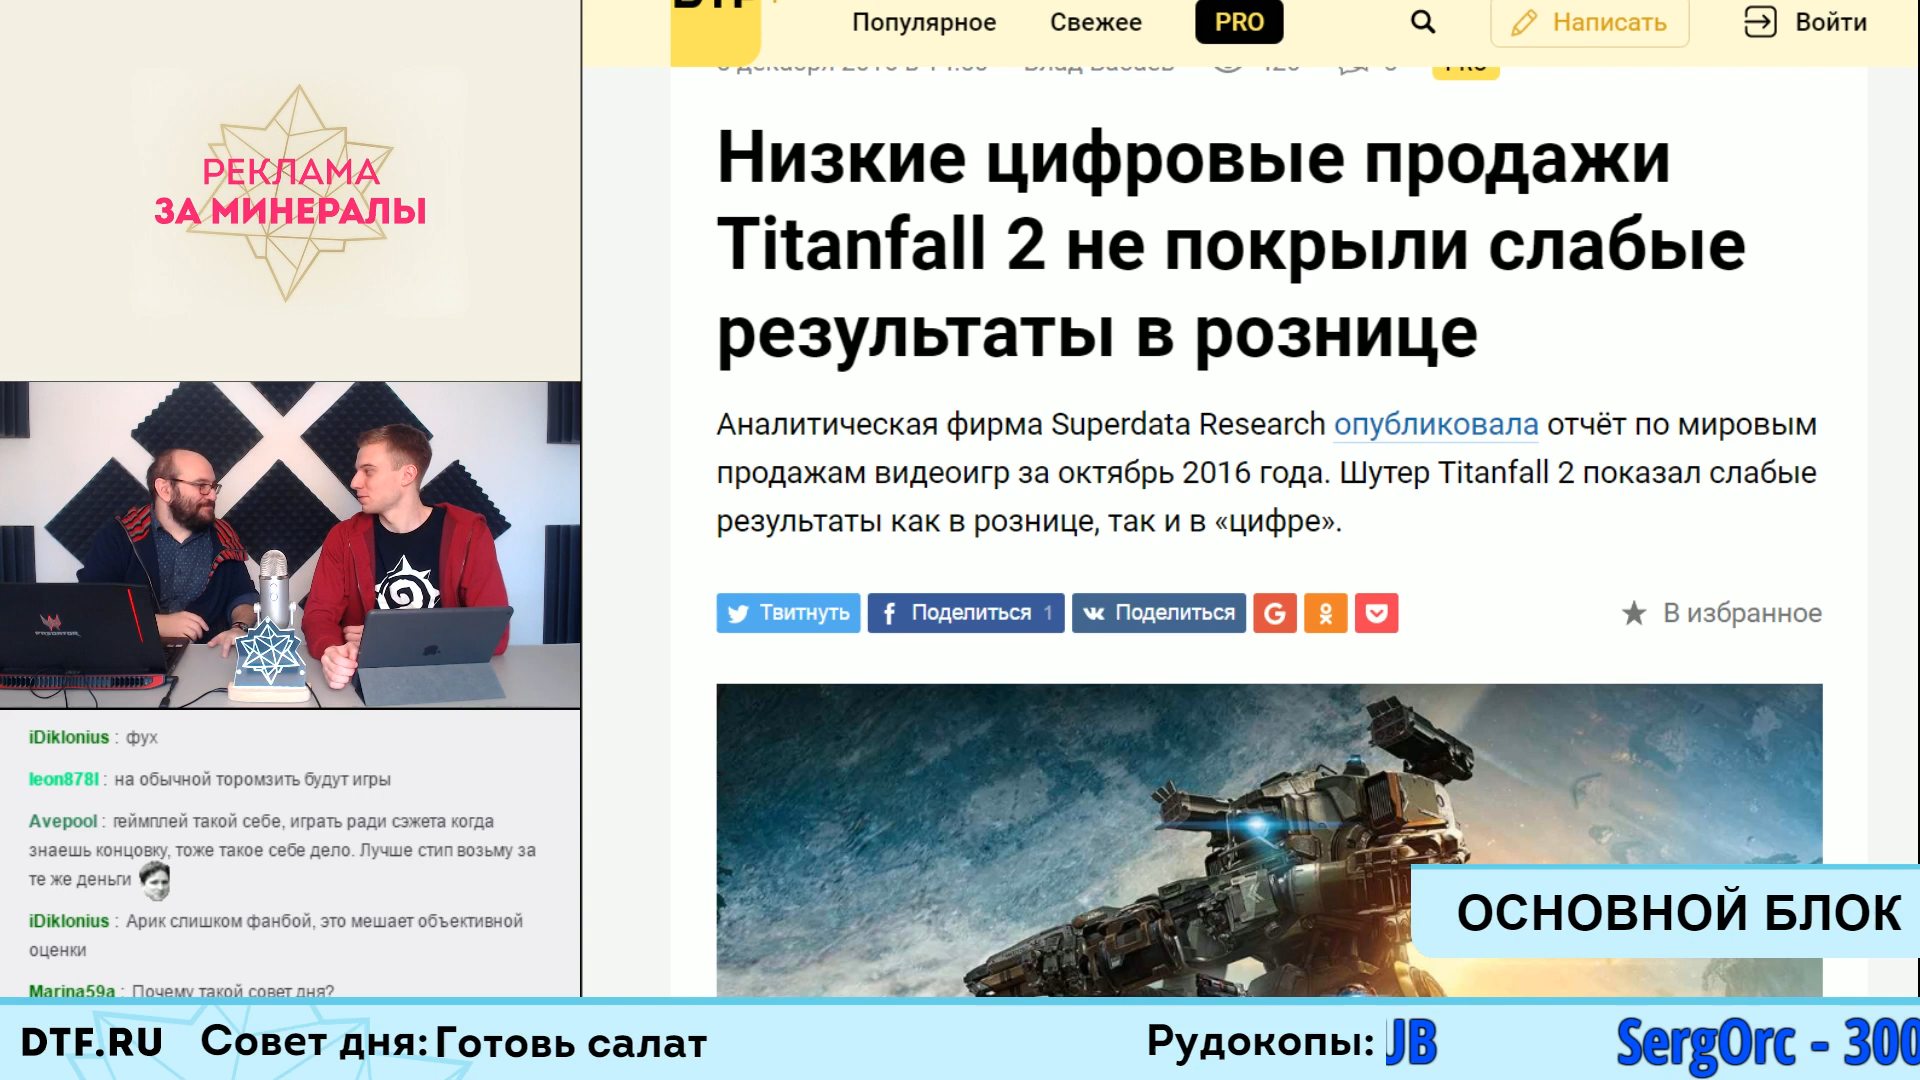 Популярное Свежее PRO Написать Войти
РЕКЛАМА
ЗА МИНЕРАЛЫ
Низкие цифровые продажи
Titanfall 2 не покрыли слабые
результаты в рознице
Аналитическая фирма Superdata Research опубликовала отчёт по мировым
продажам видеоигр за октябрь 2016 года. Шутер Titanfall 2 показал слабые
результаты как в рознице, так и в «цифре».
Твитнуть Поделиться 1 Поделиться В избранное
PREDATOR
iDiklonius : фух
leon878l : на обычной торомзить будут игры
Avepool : геймплей такой себе, играть ради сэжета когда
знаешь концовку, тоже такое себе дело. Лучше стип возьму за
те же деньги
iDiklonius : Арик слишком фанбой, это мешает объективной
оценки
Marina59a : Почему такой совет дня?
ОСНОВНОЙ БЛОК
DTF.RU Совет дня: Готовь салат Рудокопы: UB SergOrc - 300